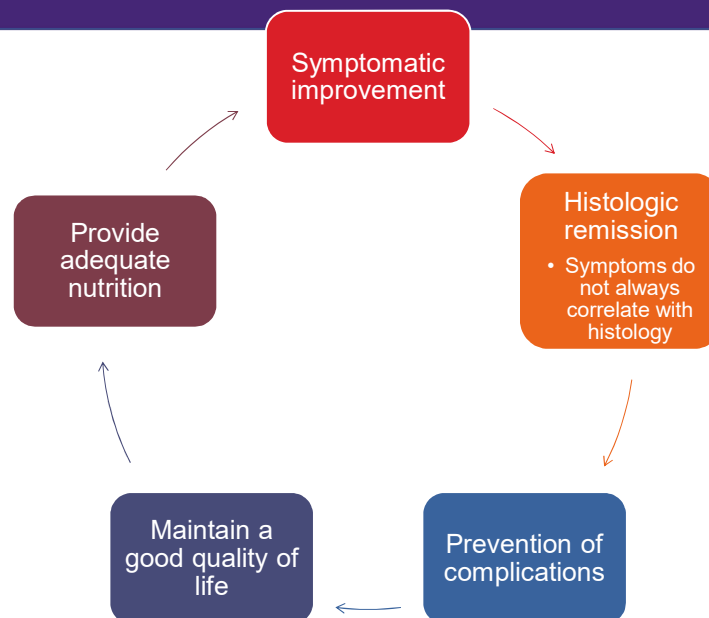 Symptomatic
improvement
Histologic
remission
• Symptoms do
not always
correlate with
histology
Prevention of
complications
Maintain a
good quality of
life
Provide
adequate
nutrition